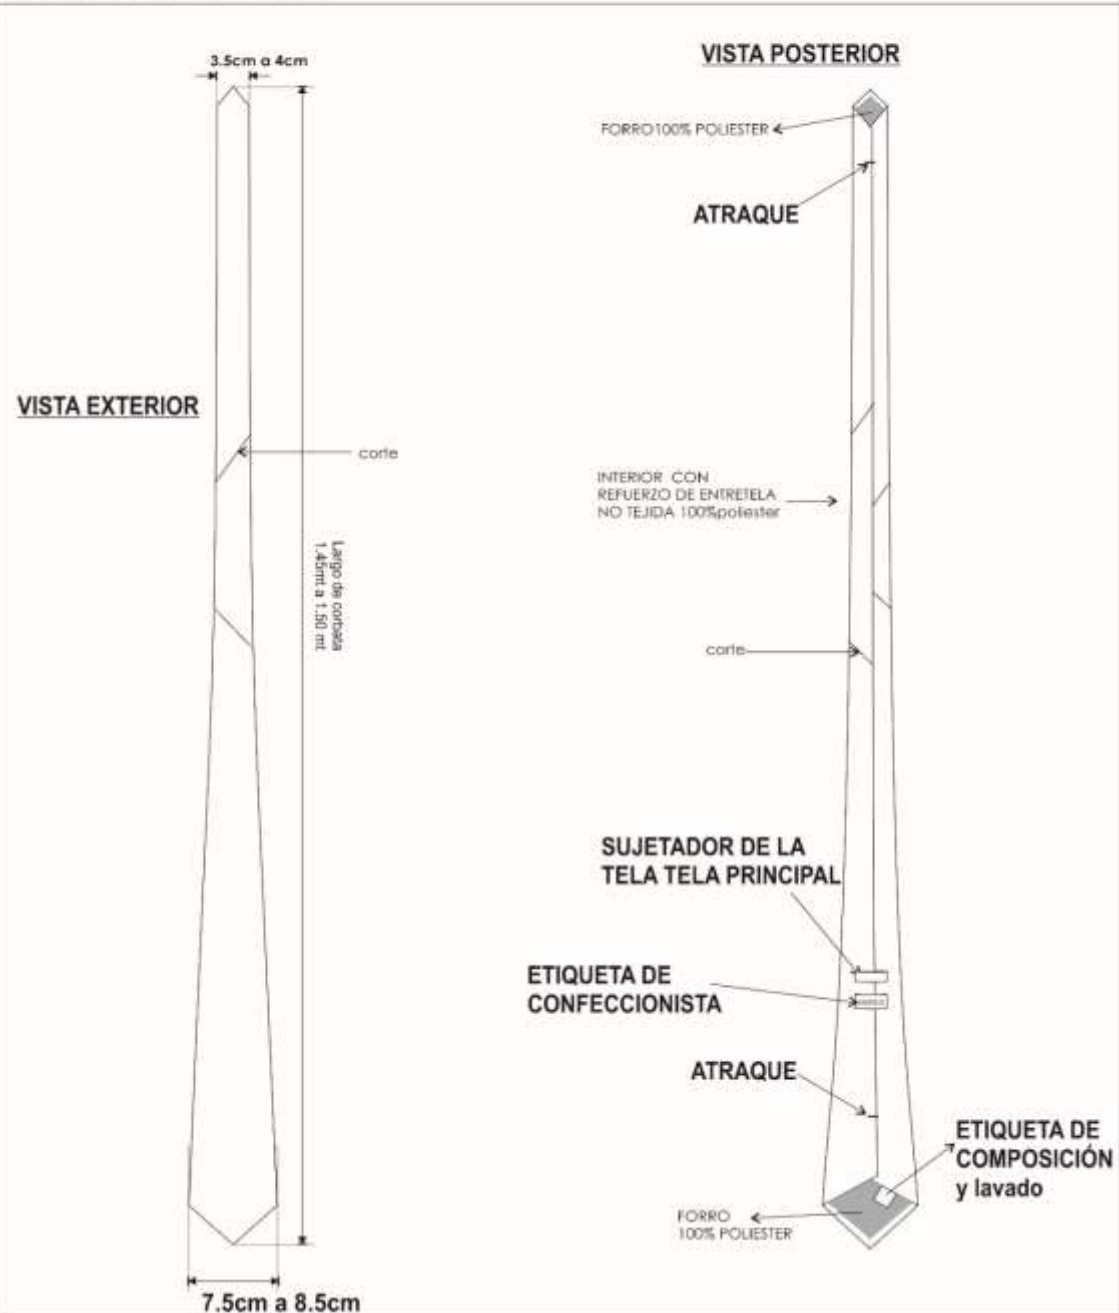 3.5cm a 4cm
VISTA EXTERIOR
corte
Largo de corbata
1.45mt a 1.50 mt
7.5cm a 8.5cm
VISTA POSTERIOR
FORRO100% POLIESTER
ATRAQUE
INTERIOR CON
REFUERZO DE ENTRETELA
NO TEJIDA 100%poliester
corte
SUJETADOR DE LA
TELA TELA PRINCIPAL
ETIQUETA DE
CONFECCIONISTA
ATRAQUE
ETIQUETA DE
COMPOSICIÓN
y lavado
FORRO
100% POLIESTER